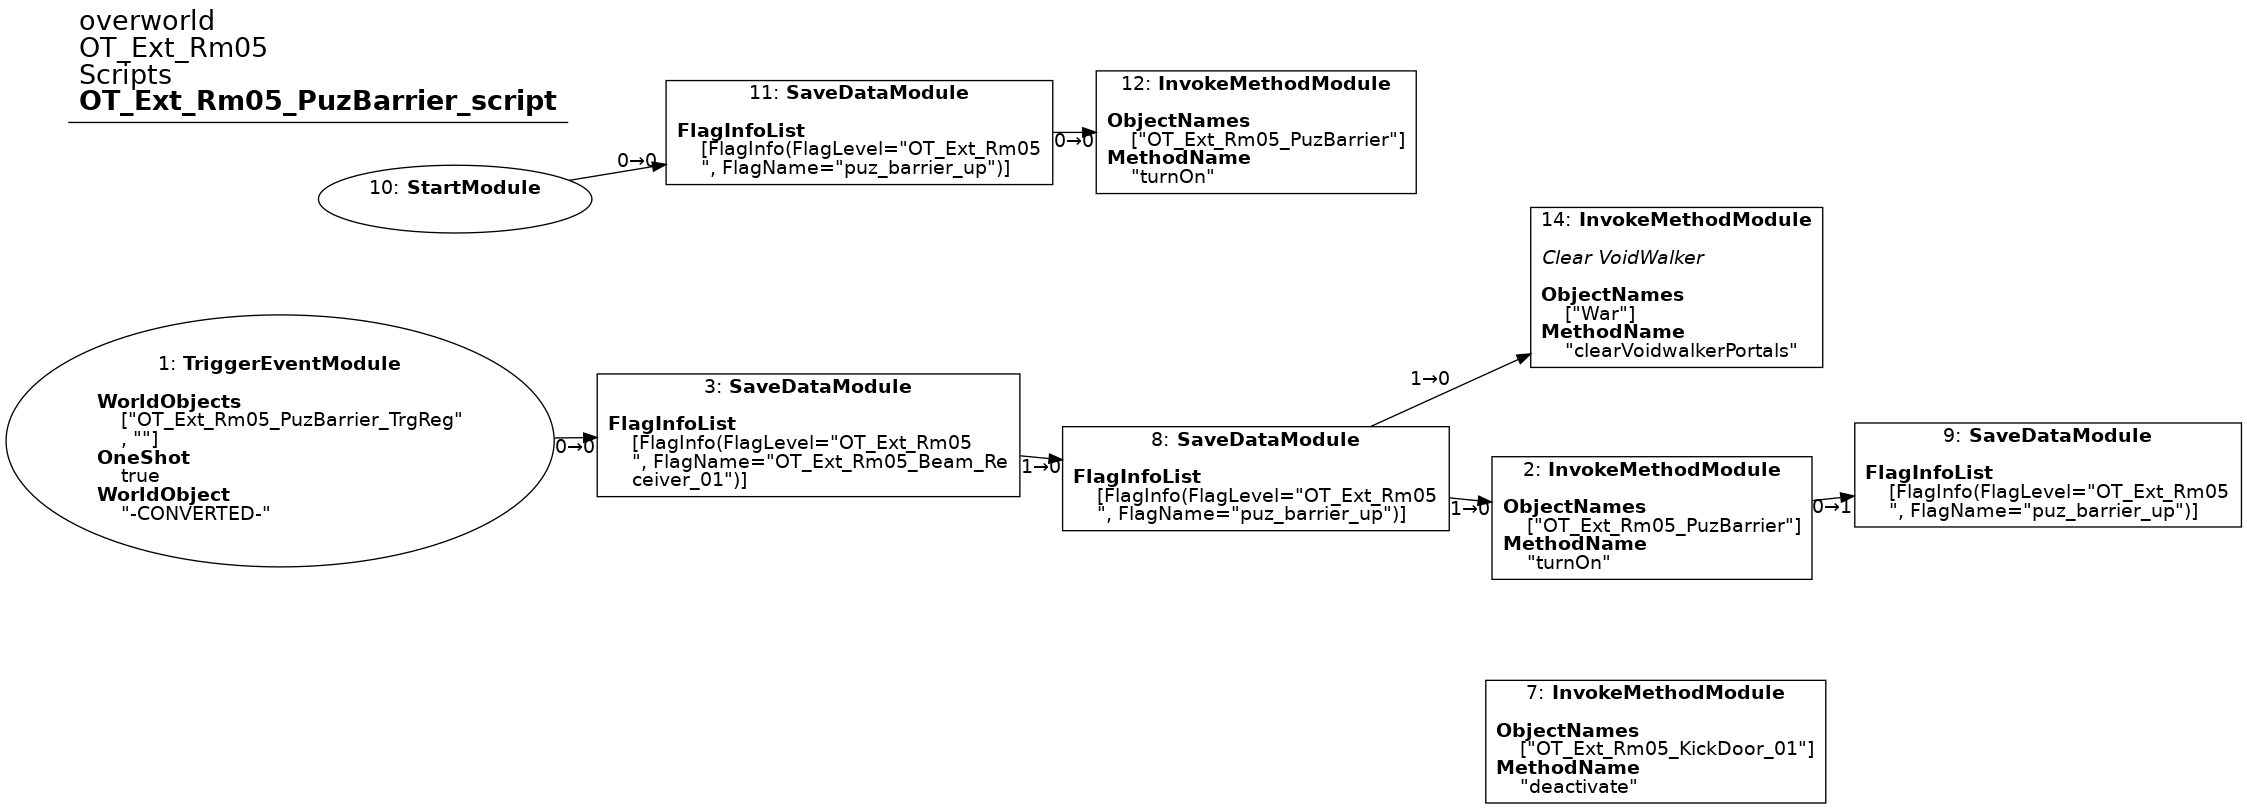 overworld
OT_Ext_Rm05
Scripts
OT_Ext_Rm05_PuzBarrier_script
10: StartModule
0→0
11: SaveDataModule
FlagInfoList
[FlagInfo(FlagLevel="OT_Ext_Rm05
", FlagName="puz_barrier_up")]
0→0
12: InvokeMethodModule
ObjectNames
["OT_Ext_Rm05_PuzBarrier"]
MethodName
"turnOn"
1: TriggerEventModule
WorldObjects
["OT_Ext_Rm05_PuzBarrier_TrgReg"
, ""]
OneShot
true
WorldObject
"-CONVERTED-"
0→0
3: SaveDataModule
FlagInfoList
[FlagInfo(FlagLevel="OT_Ext_Rm05
", FlagName="OT_Ext_Rm05_Beam_Re
ceiver_01")]
1→0
8: SaveDataModule
FlagInfoList
[FlagInfo(FlagLevel="OT_Ext_Rm05
", FlagName="puz_barrier_up")]
1→0
14: InvokeMethodModule
Clear VoidWalker
ObjectNames
["War"]
MethodName
"clearVoidwalkerPortals"
1→0
2: InvokeMethodModule
ObjectNames
["OT_Ext_Rm05_PuzBarrier"]
MethodName
"turnOn"
0→1
9: SaveDataModule
FlagInfoList
[FlagInfo(FlagLevel="OT_Ext_Rm05
", FlagName="puz_barrier_up")]
7: InvokeMethodModule
ObjectNames
["OT_Ext_Rm05_KickDoor_01"]
MethodName
"deactivate"